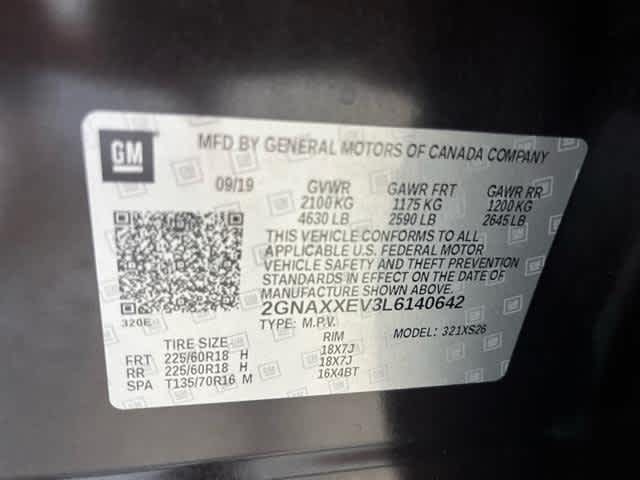 GM
MFD BY GENERAL MOTORS OF CANADA COMPANY
09/19 GVWR GAWR FRT GAWR RR
2100 KG 1175 KG 1200 KG
4630 LB 2590 LB 2645 LB
THIS VEHICLE CONFORMS TO ALL
APPLICABLE U.S. FEDERAL MOTOR
VEHICLE SAFETY AND THEFT PREVENTION
STANDARDS IN EFFECT ON THE DATE OF
MANUFACTURE SHOWN ABOVE.
2GNAXXEV3L6140642
320E TYPE: M.P.V. MODEL: 321XS26
TIRE SIZE RIM
FRT 225/60R18 H 18X7J
RR 225/60R18 H 18X7J
SPA T135/70R16 M 16X4BT